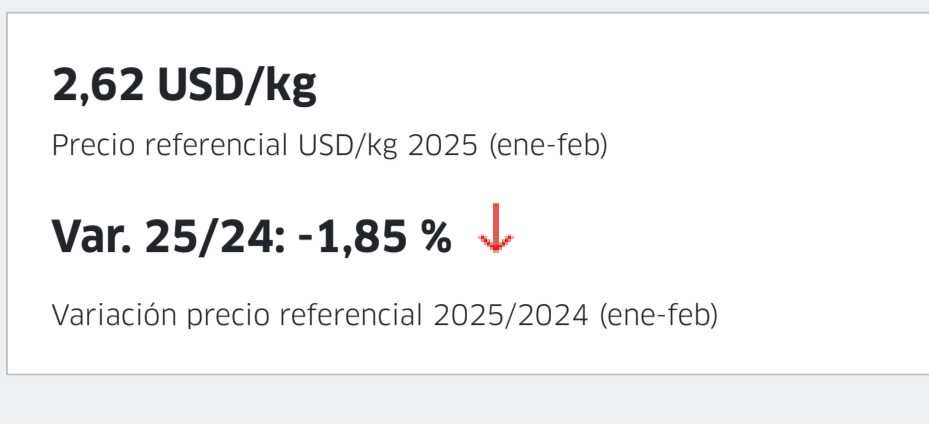 2,62 USD/kg
Precio referencial USD/kg 2025 (ene-feb)
Var. 25/24: -1,85 %
Variación precio referencial 2025/2024 (ene-feb)